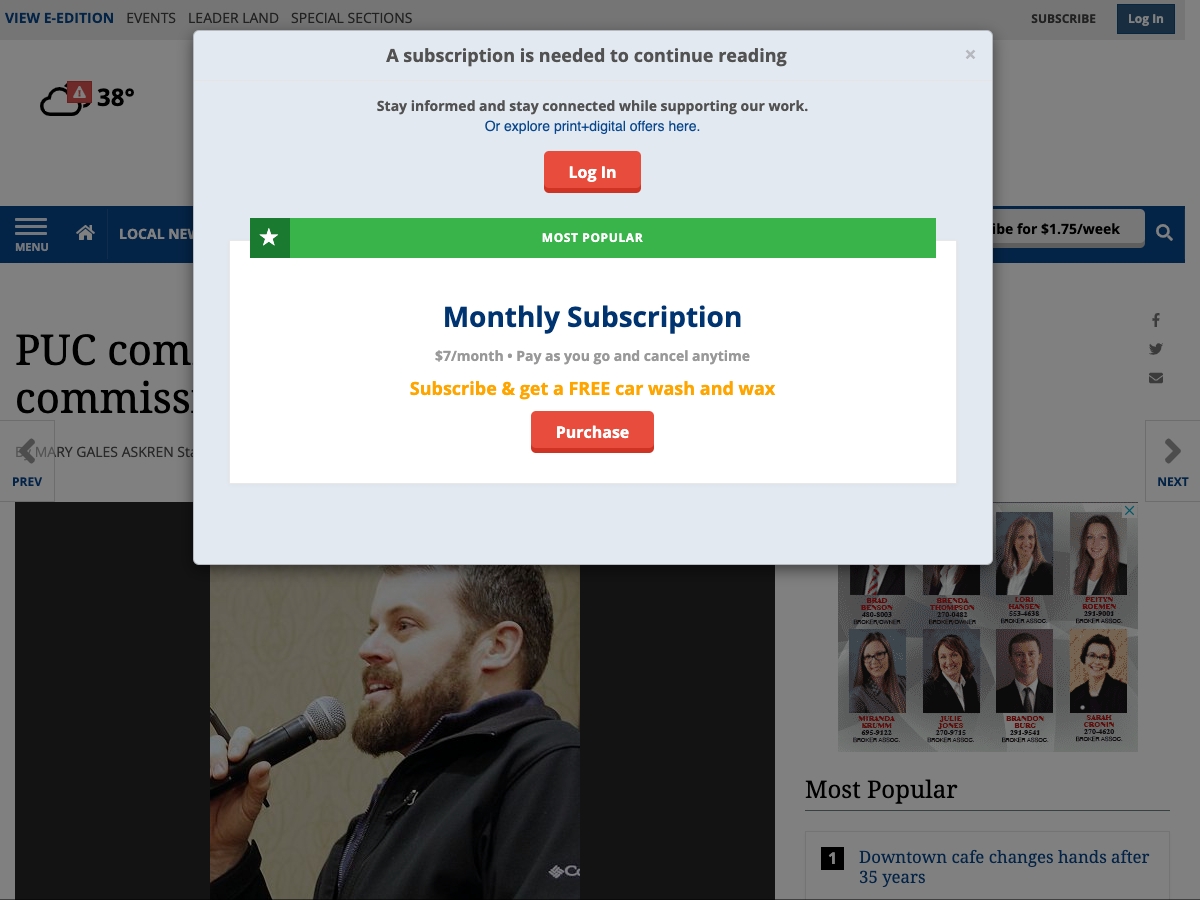 VIEW E-EDITION EVENTS LEADER LAND SPECIAL SECTIONS
SUBSCRIBE Log In
A subscription is needed to continue reading ×
38°
Stay informed and stay connected while supporting our work.
Or explore print+digital offers here.
Log In
MENU
LOCAL NEW
ibe for $1.75/week
MOST POPULAR
Monthly Subscription
$7/month • Pay as you go and cancel anytime
Subscribe & get a FREE car wash and wax
Purchase
PUC com
commiss
BY MARY GALES ASKREN Sta
PREV
NEXT
BRAD BENSON
480-8003
BROKER/OWNER
BRENDA THOMPSON
270-0482
BROKER/OWNER
LORI HANSEN
553-4638
BROKER ASSOC.
PEITYN ROEMEN
291-9001
BROKER ASSOC.
MIRANDA KRUMM
695-9122
BROKER ASSOC.
JULIE JONES
270-9715
BROKER ASSOC.
BRANDON BURG
291-9541
BROKER ASSOC.
SARAH CRONIN
270-4620
BROKER ASSOC.
Most Popular
1 Downtown cafe changes hands after
35 years